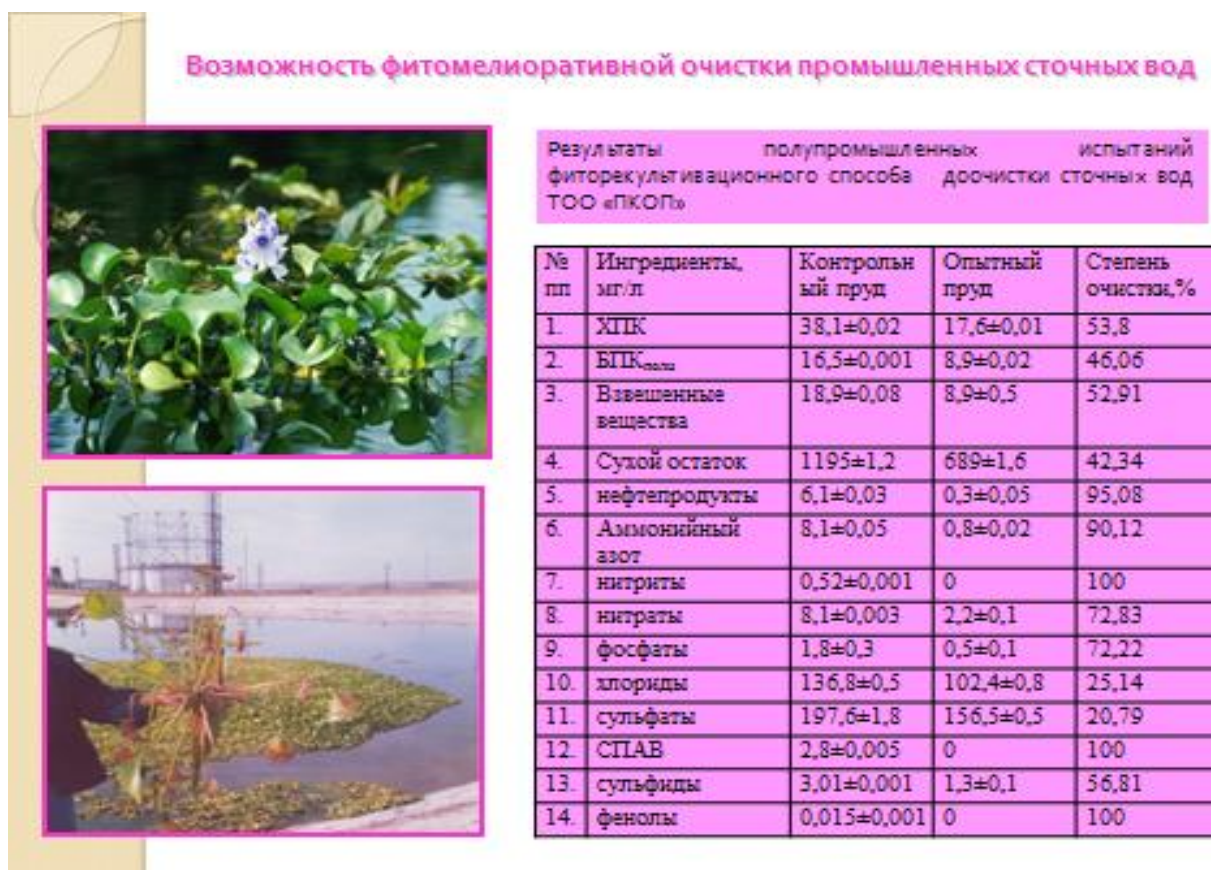 Возможность фитомелиоративной очистки промышленных сточных вод
Результаты полупромышленных испытаний
фиторекультивационного способа доочистки сточных вод
ТОО «ПКОП»
№ пп Ингредиенты, мг/л Контрольный пруд Опытный пруд Степень очистки,%
1. ХПК 38,1±0,02 17,6±0,01 53,8
2. БПКполн 16,5±0,001 8,9±0,02 46,06
3. Взвешенные вещества 18,9±0,08 8,9±0,5 52,91
4. Сухой остаток 1195±1,2 689±1,6 42,34
5. нефтепродукты 6,1±0,03 0,3±0,05 95,08
6. Аммонийный азот 8,1±0,05 0,8±0,02 90,12
7. нитриты 0,52±0,001 0 100
8. нитраты 8,1±0,003 2,2±0,1 72,83
9. фосфаты 1,8±0,3 0,5±0,1 72,22
10. хлориды 136,8±0,5 102,4±0,8 25,14
11. сульфаты 197,6±1,8 156,5±0,5 20,79
12. СПАВ 2,8±0,005 0 100
13. сульфиды 3,01±0,001 1,3±0,1 56,81
14. фенолы 0,015±0,001 0 100